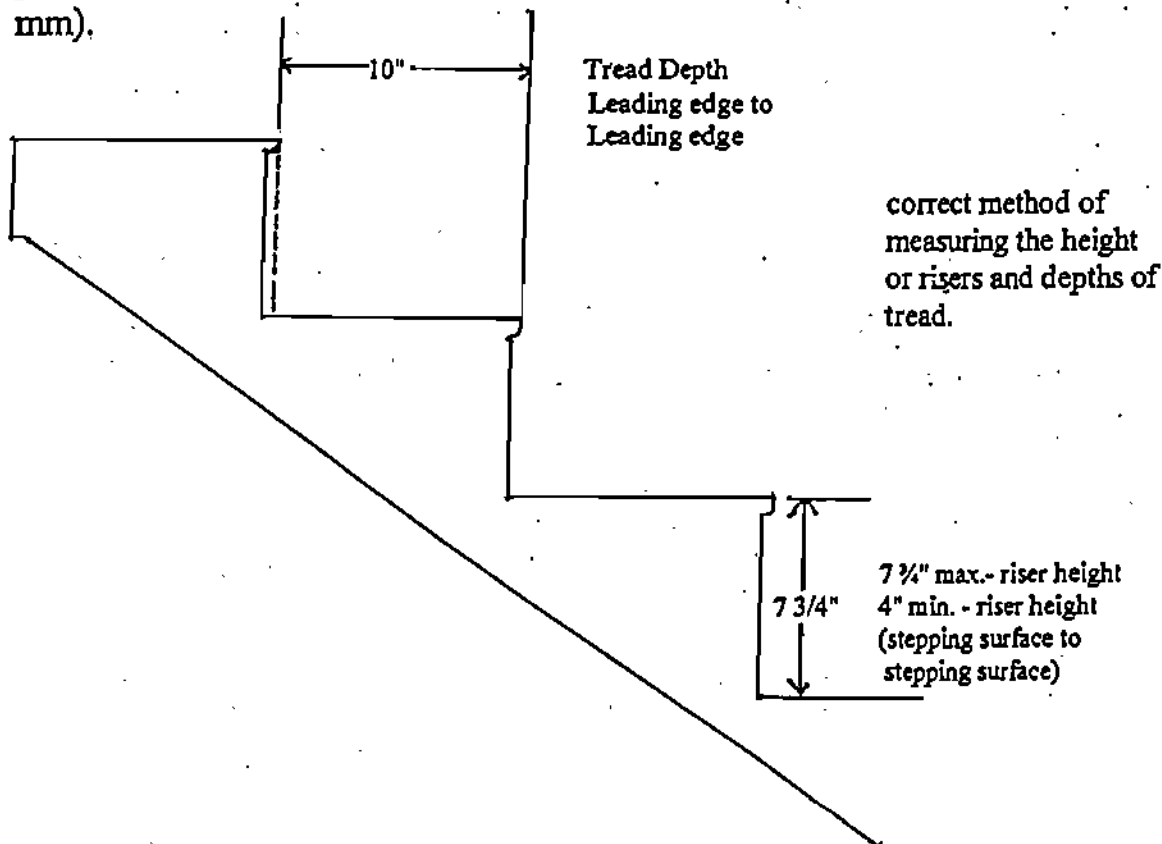 mm).
10"
Tread Depth
Leading edge to
Leading edge
correct method of
measuring the height
or risers and depths of
tread.
7 3/4"
7 ¾" max.- riser height
4" min. - riser height
(stepping surface to
stepping surface)